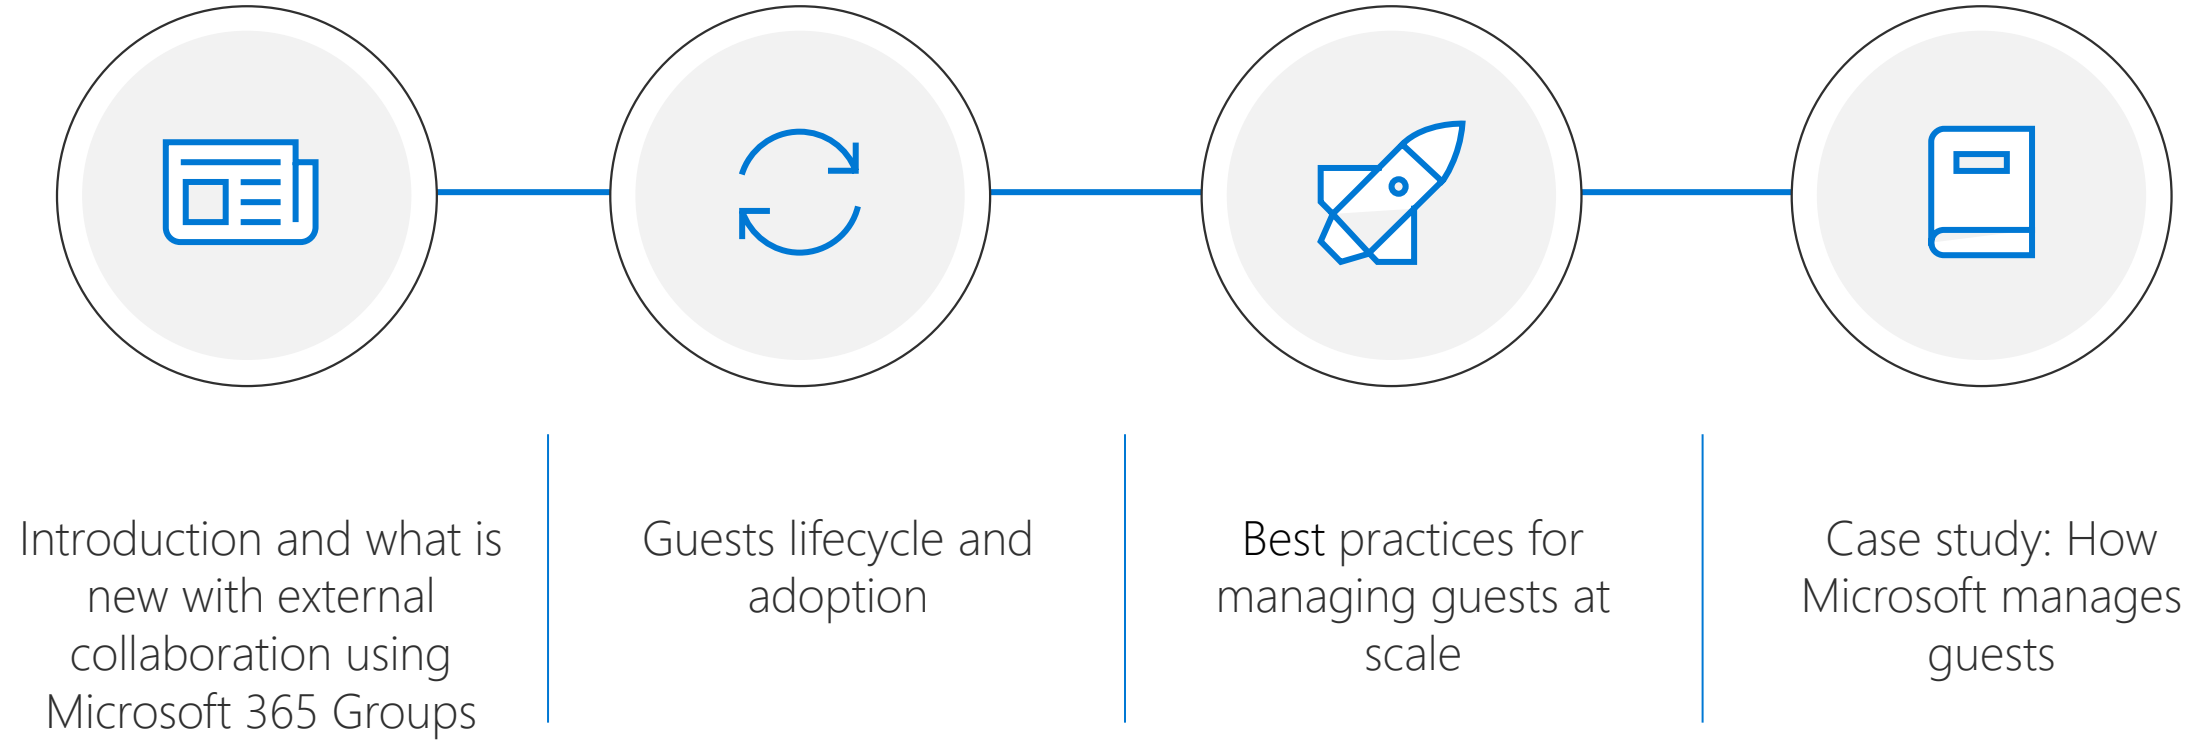 Introduction and what is
new with external
collaboration using
Microsoft 365 Groups
Guests lifecycle and
adoption
Best practices for
managing guests at
scale
Case study: How
Microsoft manages
guests